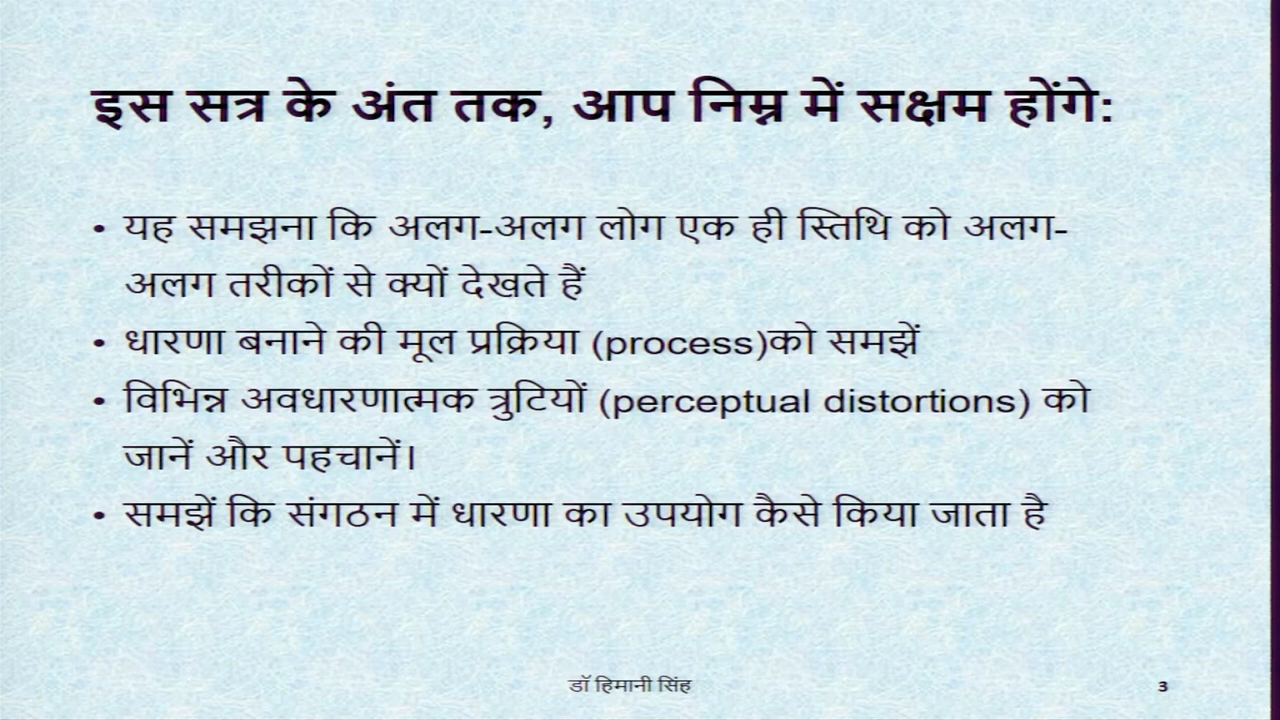 इस सत्र के अंत तक, आप निम्न में सक्षम होंगे:
• यह समझना कि अलग-अलग लोग एक ही स्तिथि को अलग-
अलग तरीकों से क्यों देखते हैं
• धारणा बनाने की मूल प्रक्रिया (process)को समझें
• विभिन्न अवधारणात्मक त्रुटियों (perceptual distortions) को
जानें और पहचानें।
• समझें कि संगठन में धारणा का उपयोग कैसे किया जाता है
डॉ हिमानी सिंह
3